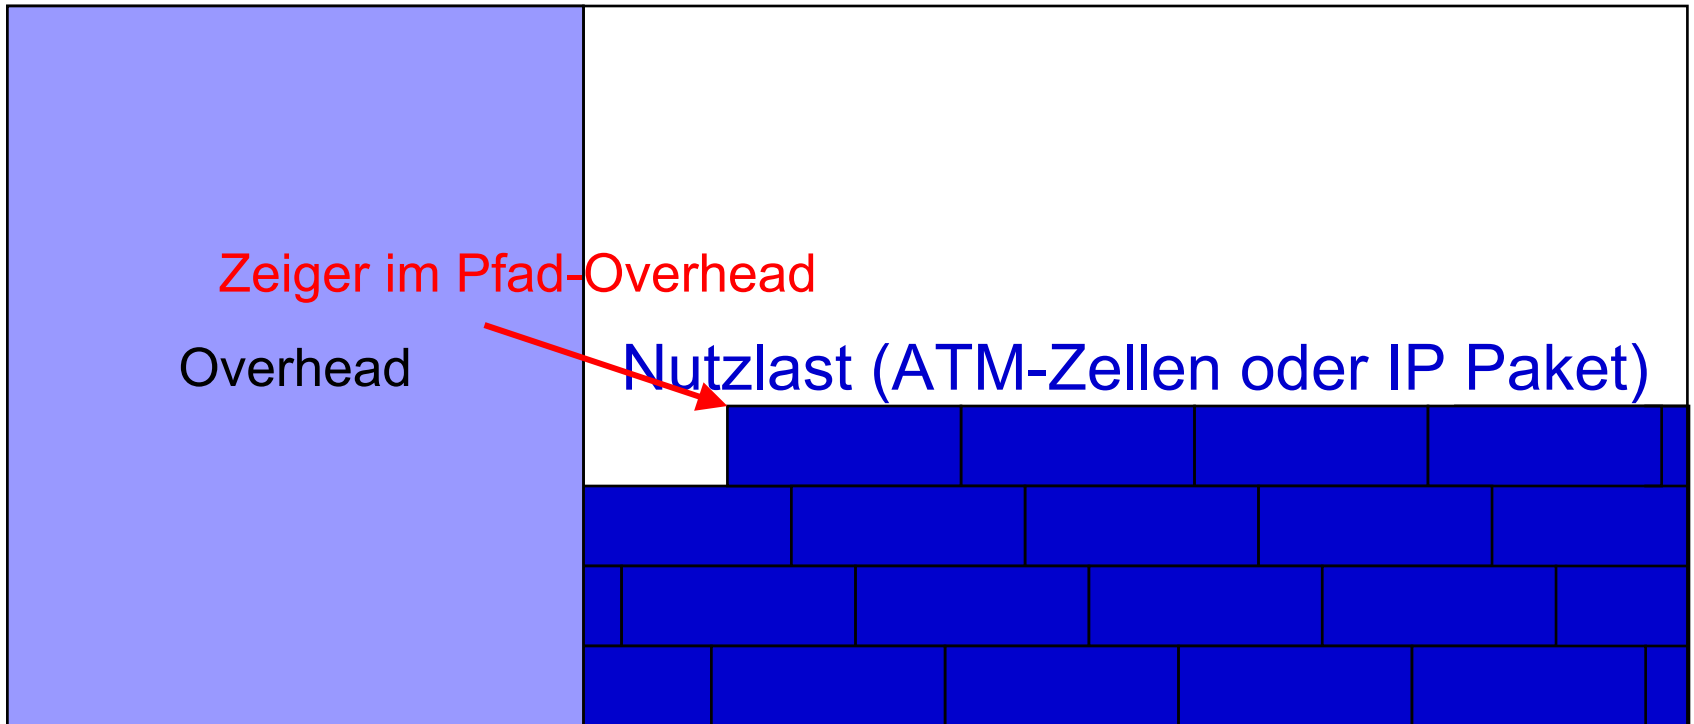 Zeiger im Pfad-Overhead
Overhead
Nutzlast (ATM-Zellen oder IP Paket)